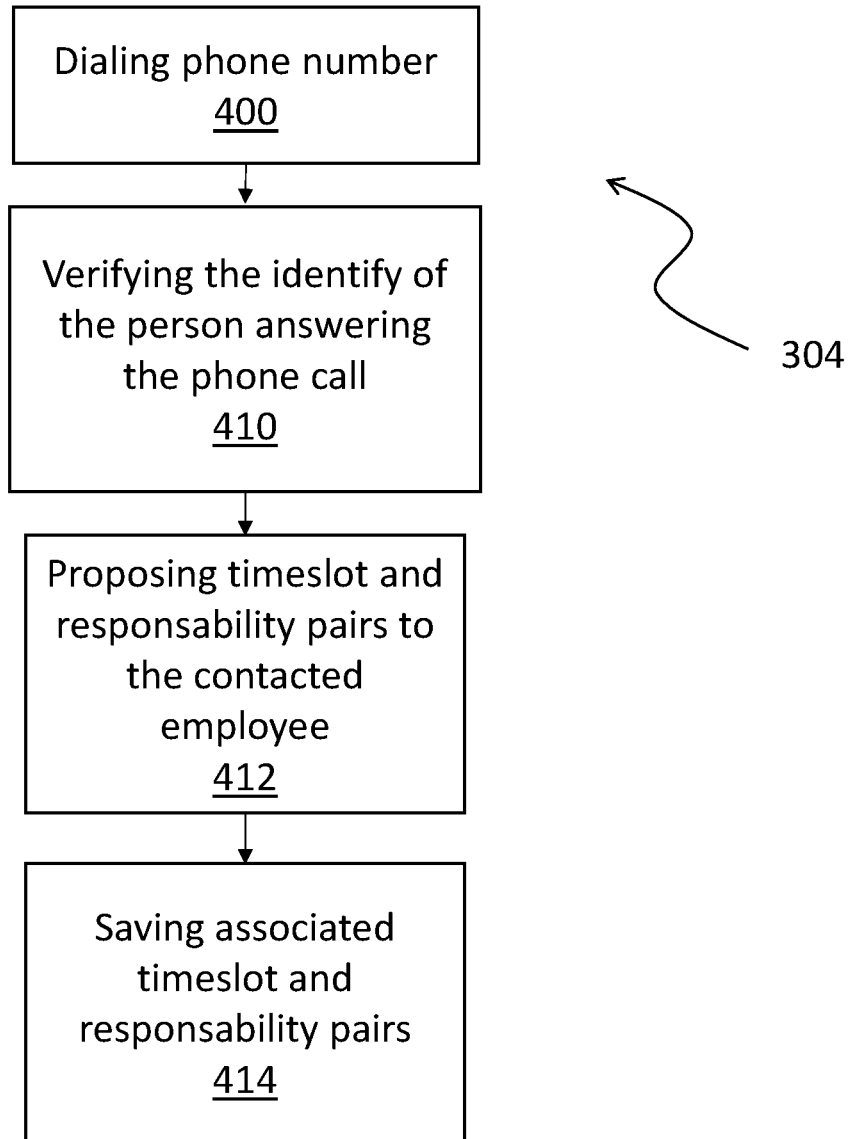 Dialing phone number
400
Verifying the identify of
the person answering
the phone call
410
304
Proposing timeslot and
responsability pairs to
the contacted
employee
412
Saving associated
timeslot and
responsability pairs
414